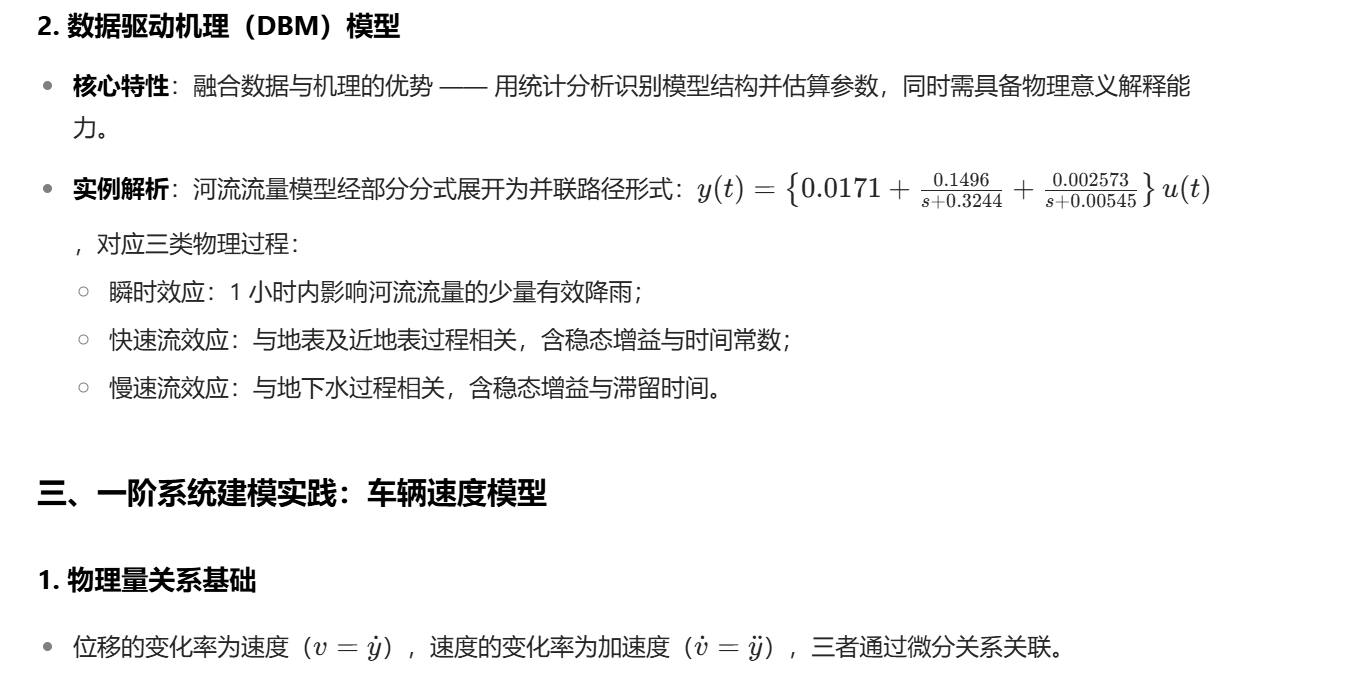 2. 数据驱动机理（DBM）模型
• 核心特性：融合数据与机理的优势 —— 用统计分析识别模型结构并估算参数，同时需具备物理意义解释能
力。
• 实例解析：河流流量模型经部分分式展开为并联路径形式：$y(t) = \left\{0.0171 + \frac{0.1496}{s+0.3244} + \frac{0.002573}{s+0.00545}\right\} u(t)$
，对应三类物理过程：
○ 瞬时效应：1 小时内影响河流流量的少量有效降雨；
○ 快速流效应：与地表及近地表过程相关，含稳态增益与时间常数；
○ 慢速流效应：与地下水过程相关，含稳态增益与滞留时间。
三、一阶系统建模实践：车辆速度模型
1. 物理量关系基础
• 位移的变化率为速度（$v = \dot{y}$），速度的变化率为加速度（$\dot{v} = \ddot{y}$），三者通过微分关系关联。